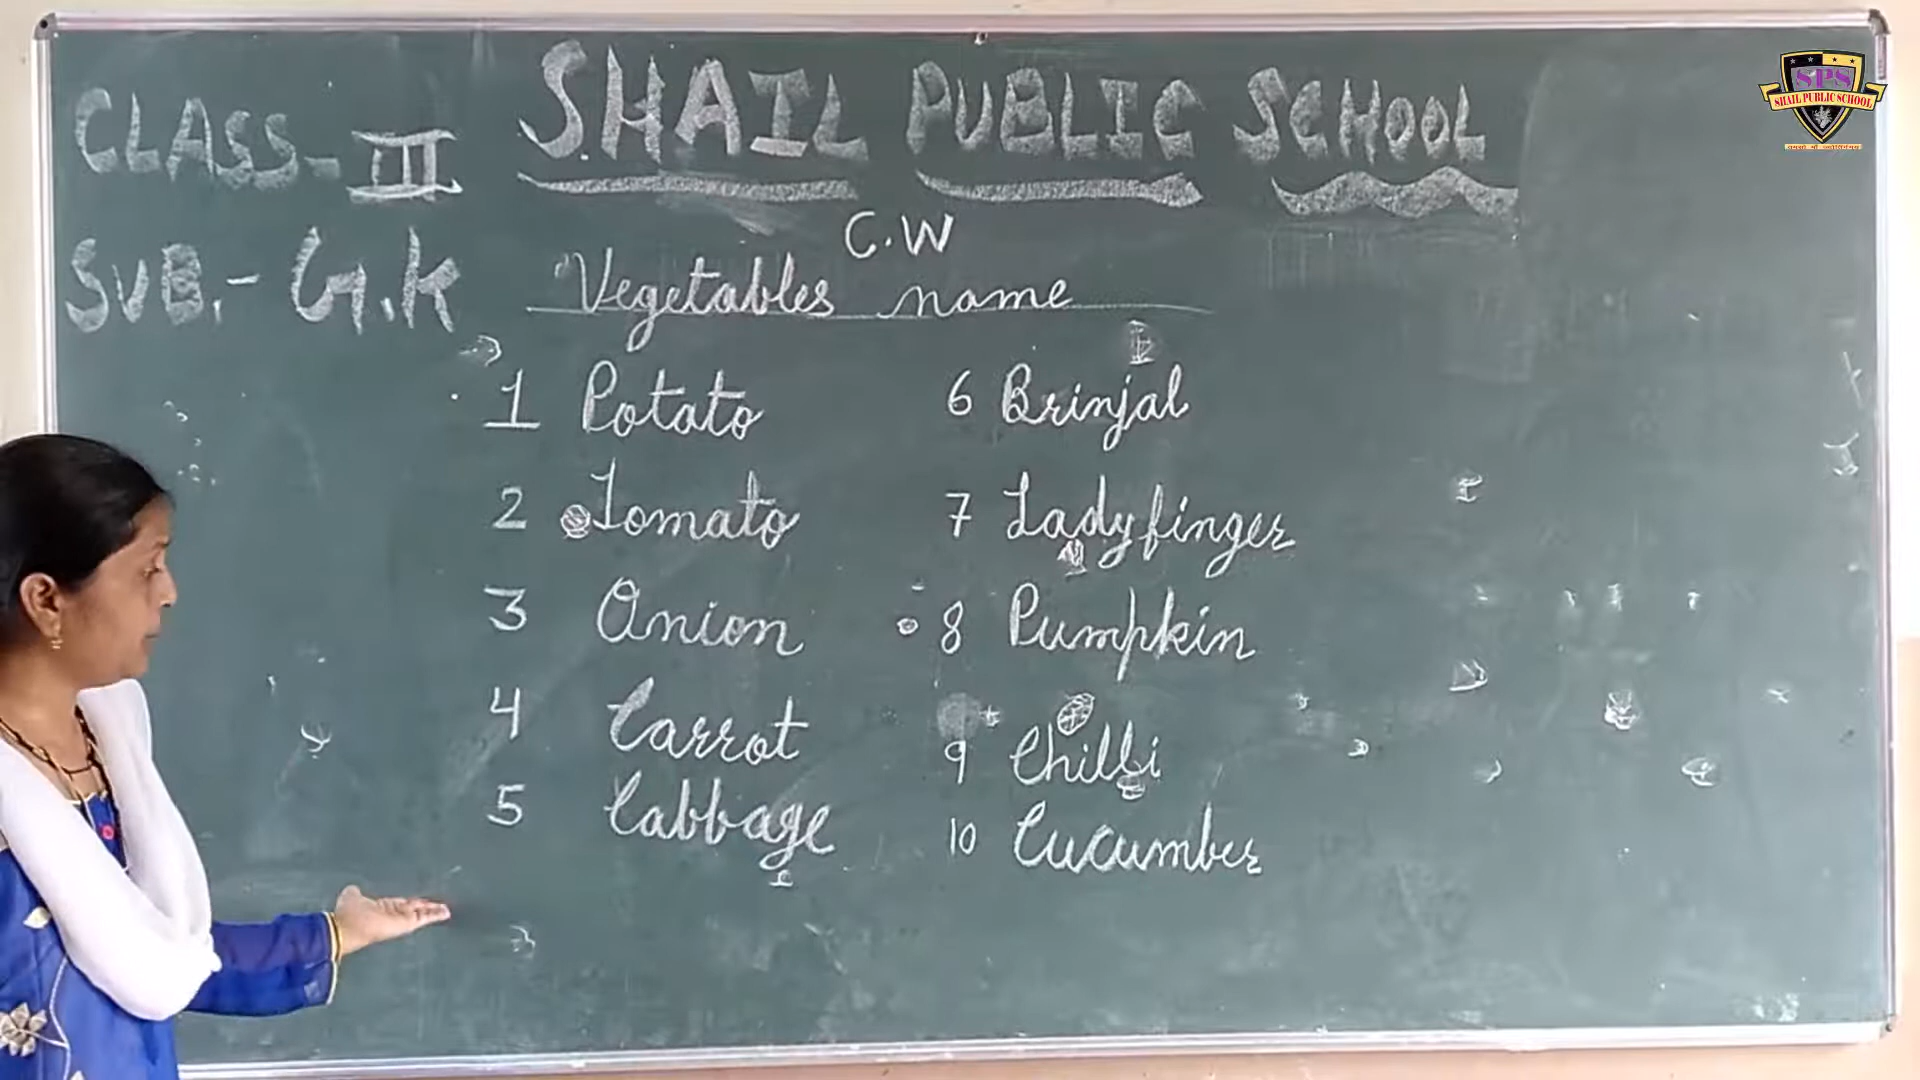 CLASS-III
SHAIL PUBLIC SCHOOL
SUB.- G.K
C.W
Vegetables name
1 Potato
2 Tomato
3 Onion
4 Carrot
5 Cabbage
6 Brinjal
7 Ladyfinger
8 Pumpkin
9 Chilli
10 Cucumber
SPS
SHAIL PUBLIC SCHOOL